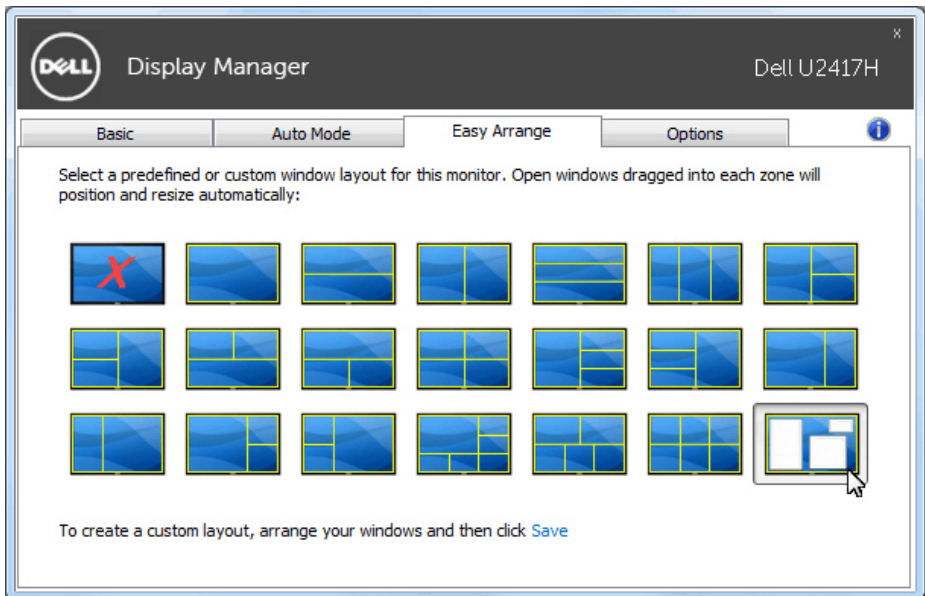 DELL Display Manager
Dell U2417H
x
Basic
Auto Mode
Easy Arrange
Options
i
Select a predefined or custom window layout for this monitor. Open windows dragged into each zone will
position and resize automatically:
X
To create a custom layout, arrange your windows and then click Save